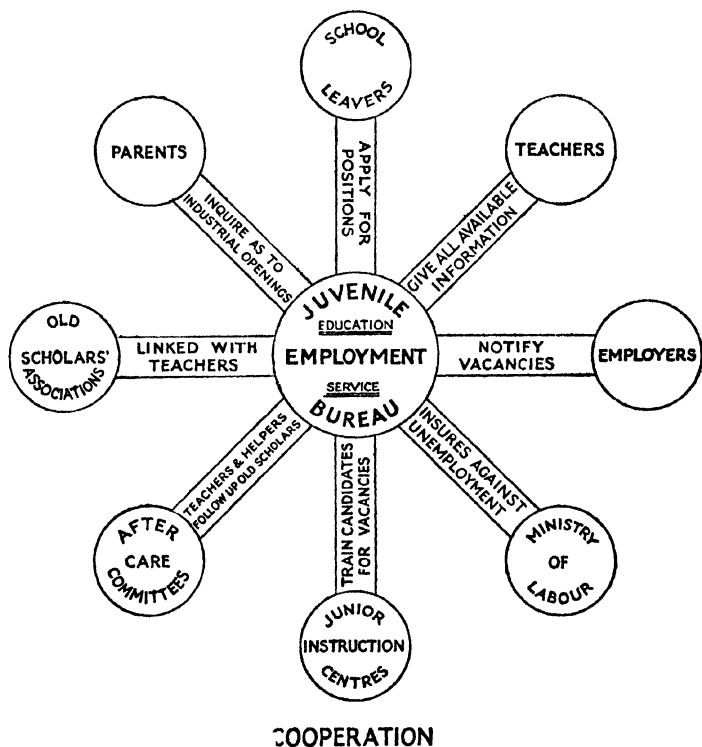 SCHOOL
LEAVERS
APPLY FOR
POSITIONS
TEACHERS
GIVE ALL AVAILABLE
INFORMATION
EMPLOYERS
NOTIFY
VACANCIES
MINISTRY
OF
LABOUR
INSURES AGAINST
UNEMPLOYMENT
JUNIOR
INSTRUCTION
CENTRES
TRAIN CANDIDATES
FOR VACANCIES
AFTER
CARE
COMMITTEES
TEACHERS & HELPERS
FOLLOW UP OLD SCHOLARS
OLD
SCHOLARS'
ASSOCIATIONS
LINKED WITH
TEACHERS
PARENTS
INQUIRE AS TO
INDUSTRIAL OPENINGS
JUVENILE
EDUCATION
EMPLOYMENT
SERVICE
BUREAU
COOPERATION